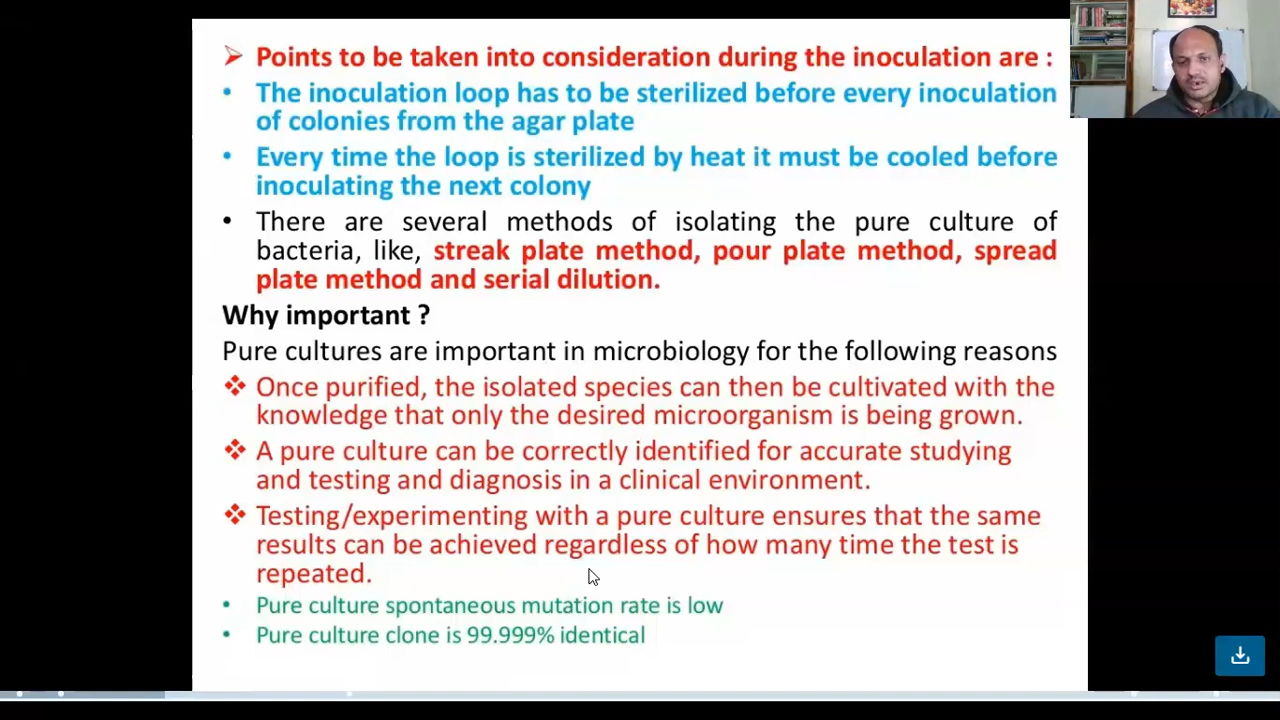 ➢ Points to be taken into consideration during the inoculation are :
• The inoculation loop has to be sterilized before every inoculation
of colonies from the agar plate
• Every time the loop is sterilized by heat it must be cooled before
inoculating the next colony
• There are several methods of isolating the pure culture of
bacteria, like, streak plate method, pour plate method, spread
plate method and serial dilution.
Why important ?
Pure cultures are important in microbiology for the following reasons
❖ Once purified, the isolated species can then be cultivated with the
knowledge that only the desired microorganism is being grown.
❖ A pure culture can be correctly identified for accurate studying
and testing and diagnosis in a clinical environment.
❖ Testing/experimenting with a pure culture ensures that the same
results can be achieved regardless of how many time the test is
repeated.
• Pure culture spontaneous mutation rate is low
• Pure culture clone is 99.999% identical